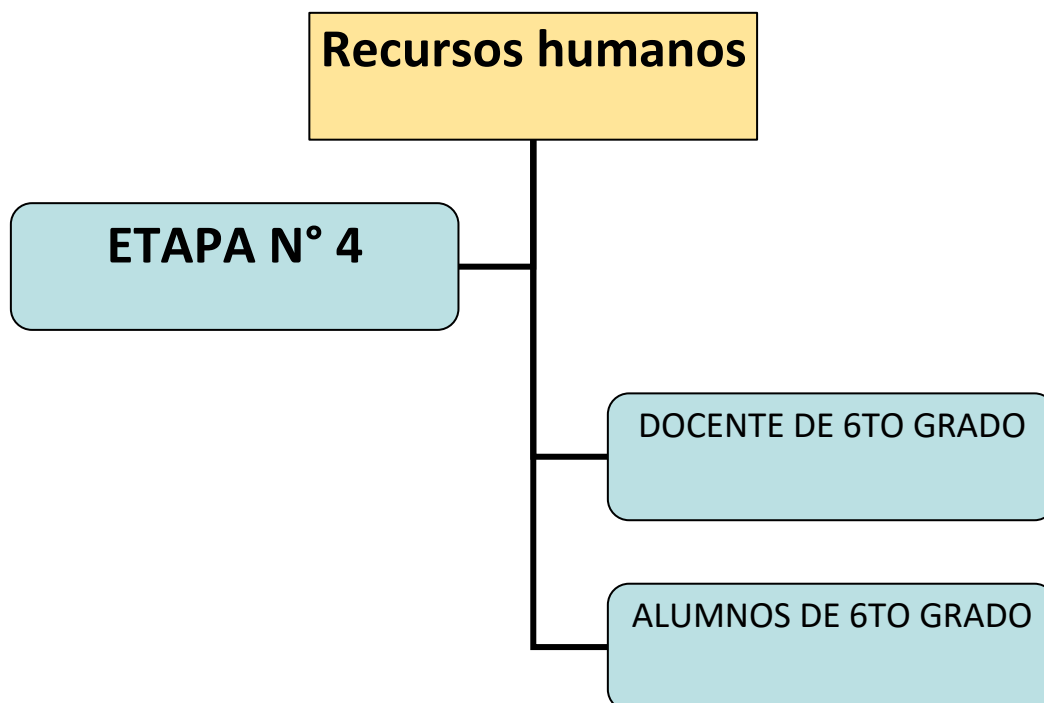 Recursos humanos
ETAPA N° 4
DOCENTE DE 6TO GRADO
ALUMNOS DE 6TO GRADO